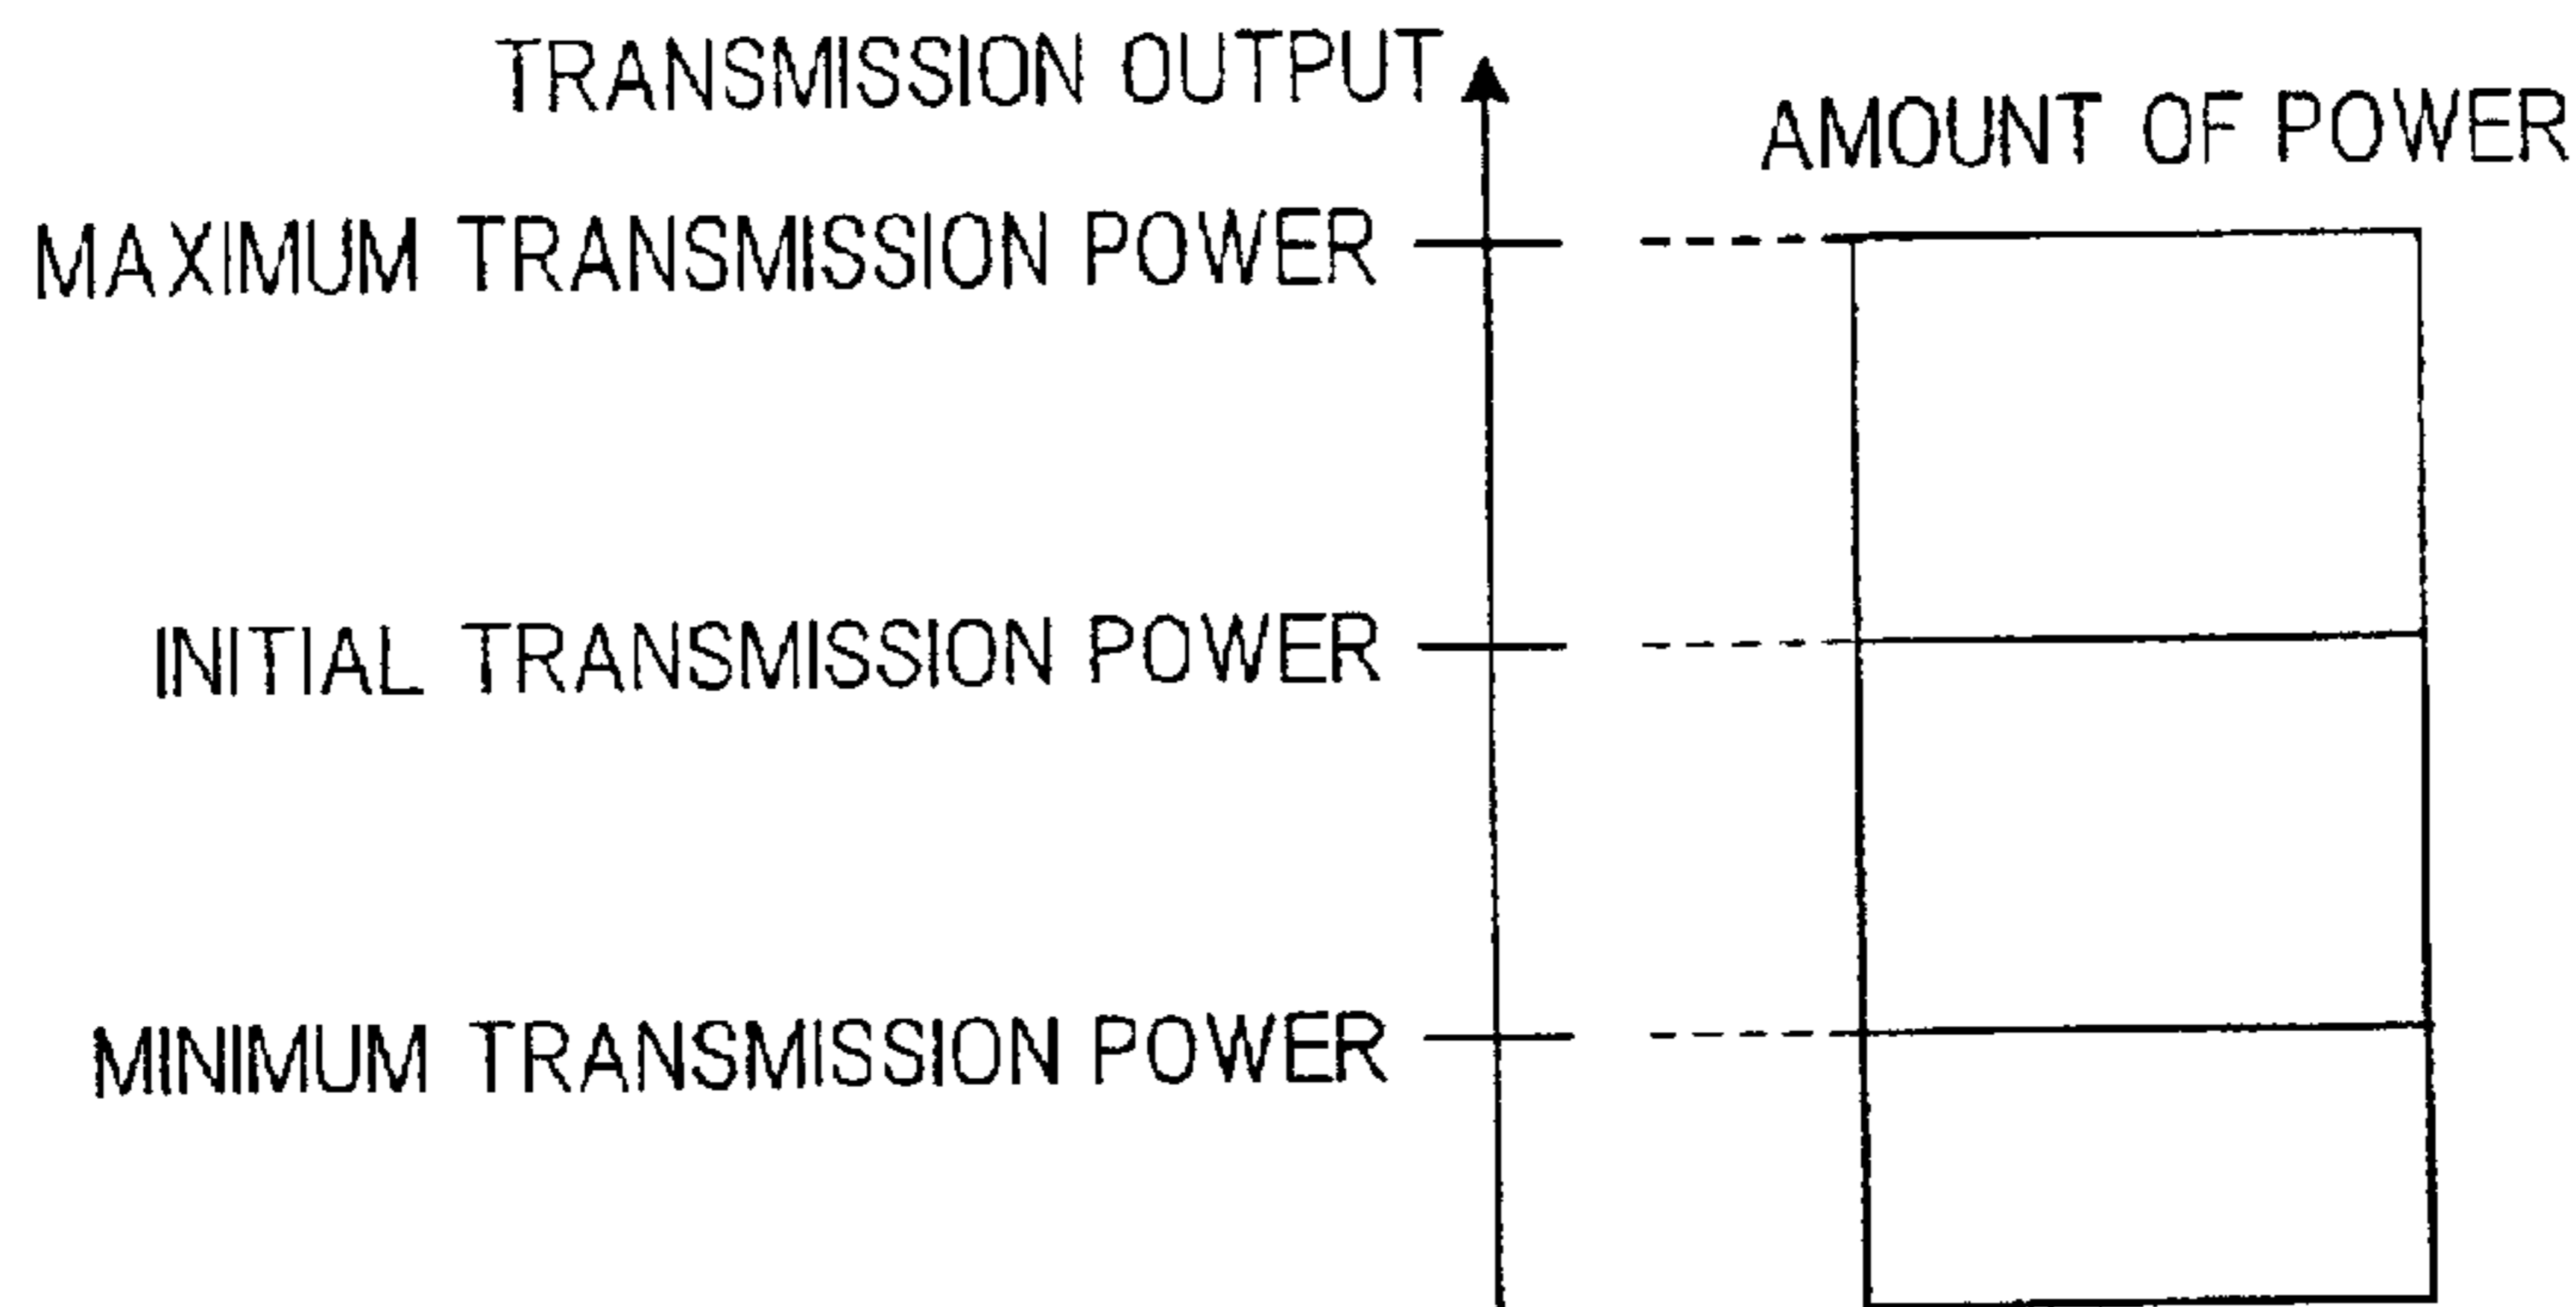 TRANSMISSION OUTPUT
AMOUNT OF POWER
MAXIMUM TRANSMISSION POWER
INITIAL TRANSMISSION POWER
MINIMUM TRANSMISSION POWER